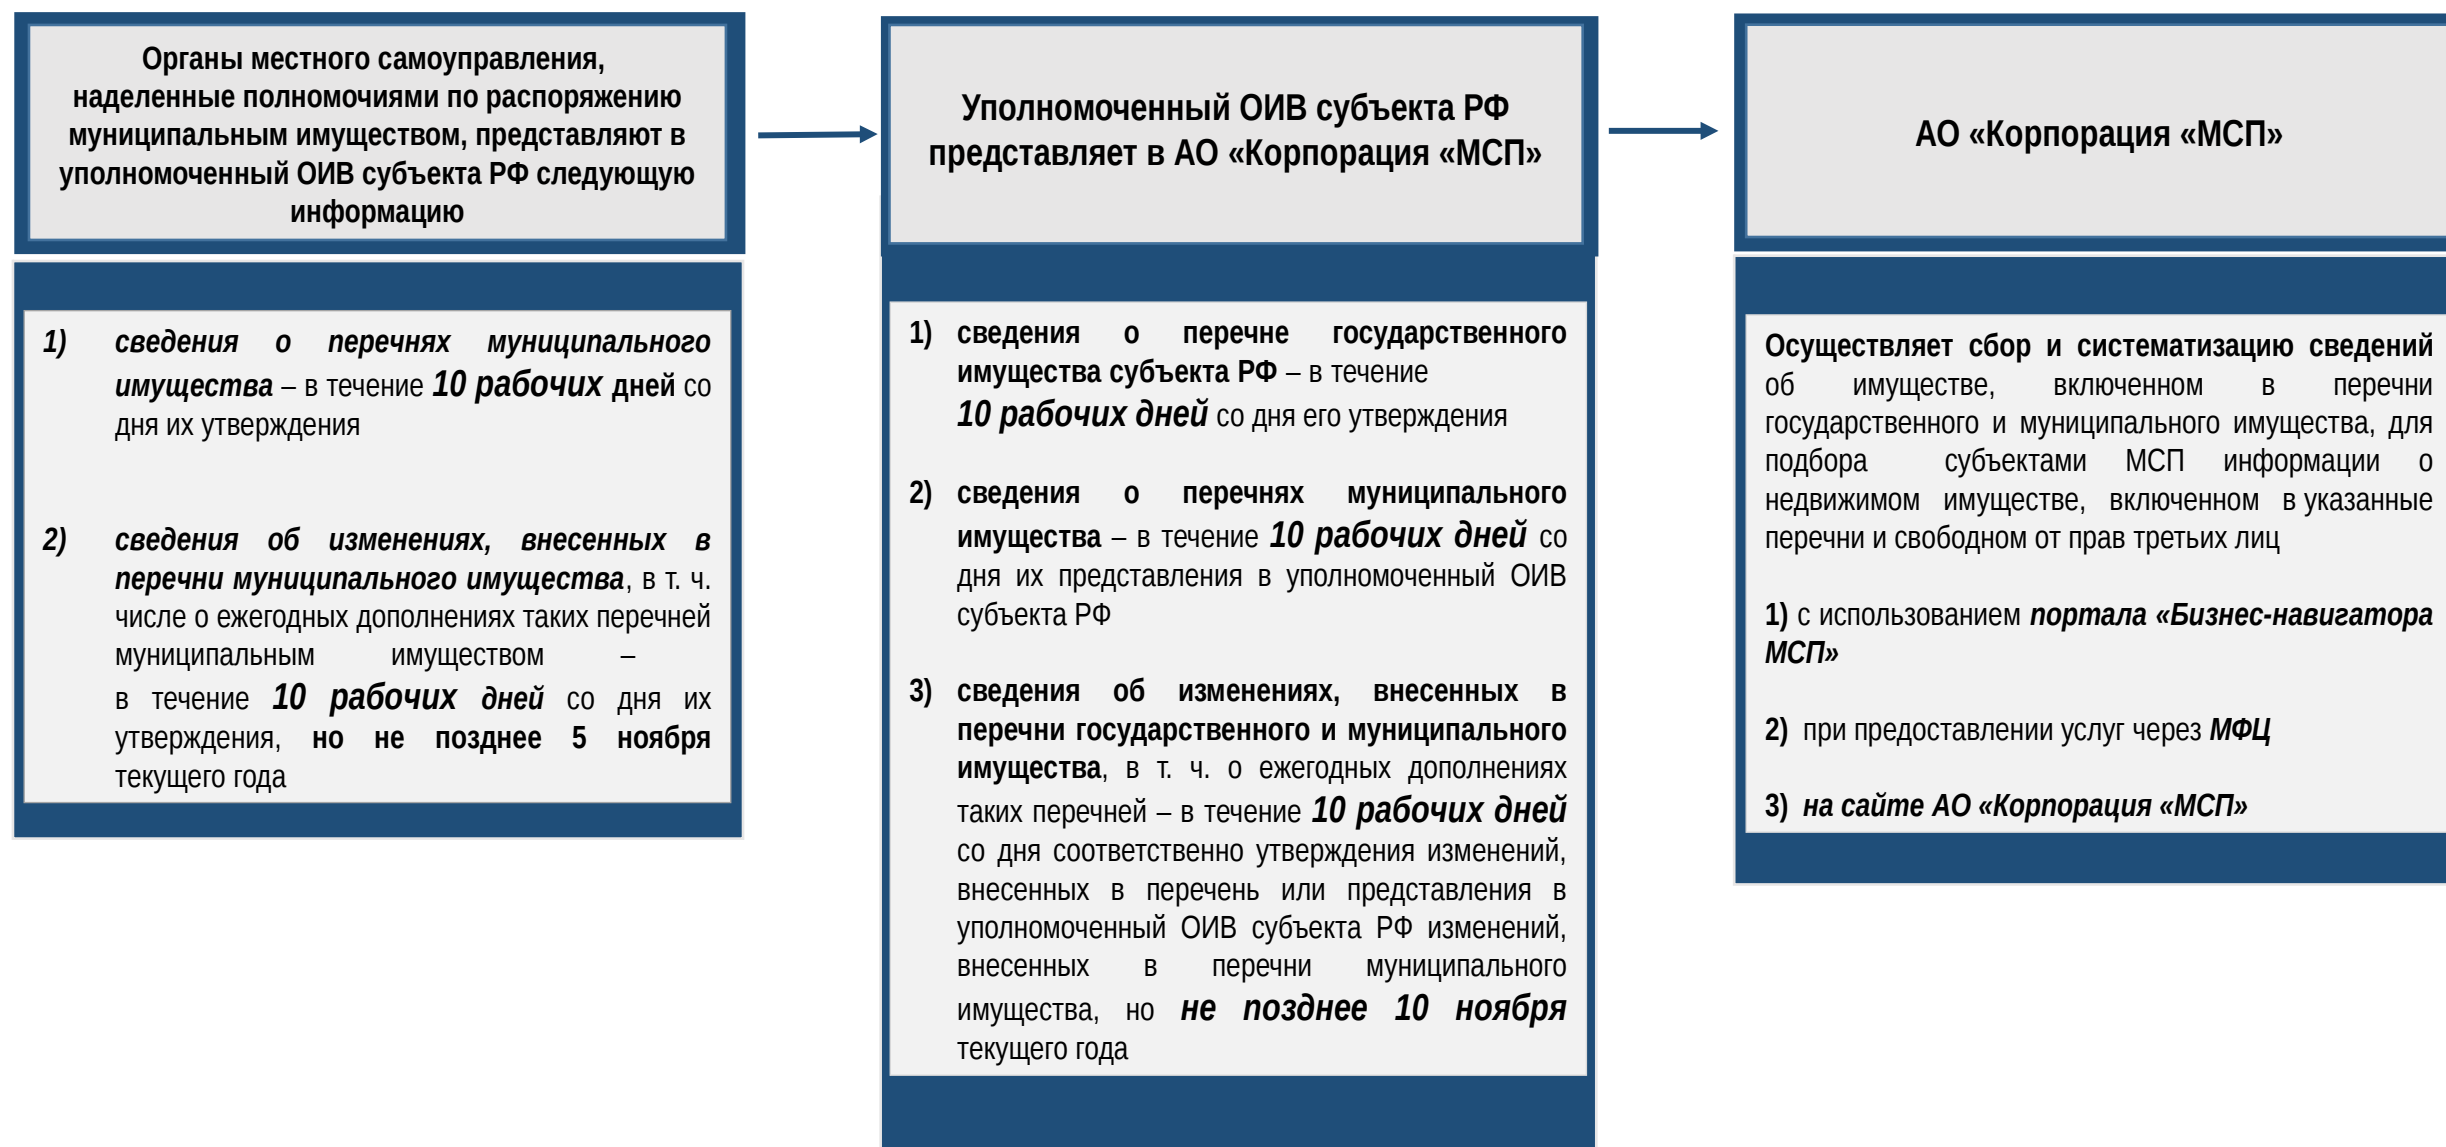 Органы местного самоуправления,
наделенные полномочиями по распоряжению
муниципальным имуществом, представляют в
уполномоченный ОИВ субъекта РФ следующую
информацию
1) сведения о перечнях муниципального
имущества – в течение 10 рабочих дней со
дня их утверждения
2) сведения об изменениях, внесенных в
перечни муниципального имущества, в т. ч.
числе о ежегодных дополнениях таких перечней
муниципальным имуществом –
в течение 10 рабочих дней со дня их
утверждения, но не позднее 5 ноября
текущего года
Уполномоченный ОИВ субъекта РФ
представляет в АО «Корпорация «МСП»
1) сведения о перечне государственного
имущества субъекта РФ – в течение
10 рабочих дней со дня его утверждения
2) сведения о перечнях муниципального
имущества – в течение 10 рабочих дней со
дня их представления в уполномоченный ОИВ
субъекта РФ
3) сведения об изменениях, внесенных в
перечни государственного и муниципального
имущества, в т. ч. о ежегодных дополнениях
таких перечней – в течение 10 рабочих дней
со дня соответственно утверждения изменений,
внесенных в перечень или представления в
уполномоченный ОИВ субъекта РФ изменений,
внесенных в перечни муниципального
имущества, но не позднее 10 ноября
текущего года
АО «Корпорация «МСП»
Осуществляет сбор и систематизацию сведений
об имуществе, включенном в перечни
государственного и муниципального имущества, для
подбора субъектами МСП информации о
недвижимом имуществе, включенном в указанные
перечни и свободном от прав третьих лиц
1) с использованием портала «Бизнес-навигатора
МСП»
2) при предоставлении услуг через МФЦ
3) на сайте АО «Корпорация «МСП»